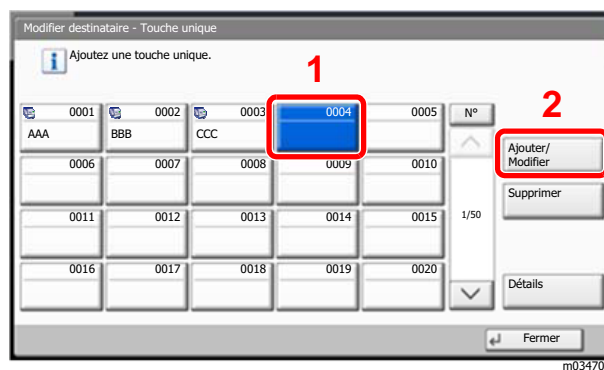 Modifier destinataire - Touche unique
Ajoutez une touche unique.
1
2
0001 0002 0003 0004 0005 N°
AAA BBB CCC
Ajouter/
Modifier
0006 0007 0008 0009 0010
Supprimer
0011 0012 0013 0014 0015 1/50
0016 0017 0018 0019 0020
Détails
Fermer
m03470